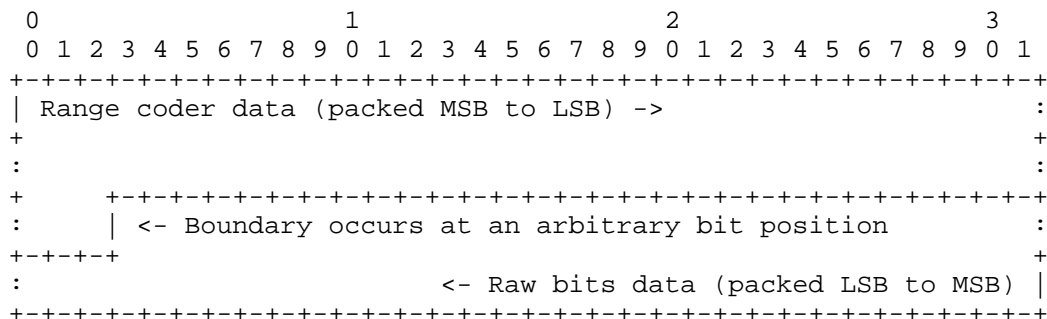 0                   1                   2                   3
 0 1 2 3 4 5 6 7 8 9 0 1 2 3 4 5 6 7 8 9 0 1 2 3 4 5 6 7 8 9 0 1
+-+-+-+-+-+-+-+-+-+-+-+-+-+-+-+-+-+-+-+-+-+-+-+-+-+-+-+-+-+-+-+-+
| Range coder data (packed MSB to LSB) ->                       :
+                                                               +
:                                                               :
+     +-+-+-+-+-+-+-+-+-+-+-+-+-+-+-+-+-+-+-+-+-+-+-+-+-+-+-+-+-+
:     | <- Boundary occurs at an arbitrary bit position         :
+-+-+-+                                                         +
:                          <- Raw bits data (packed LSB to MSB) |
+-+-+-+-+-+-+-+-+-+-+-+-+-+-+-+-+-+-+-+-+-+-+-+-+-+-+-+-+-+-+-+-+